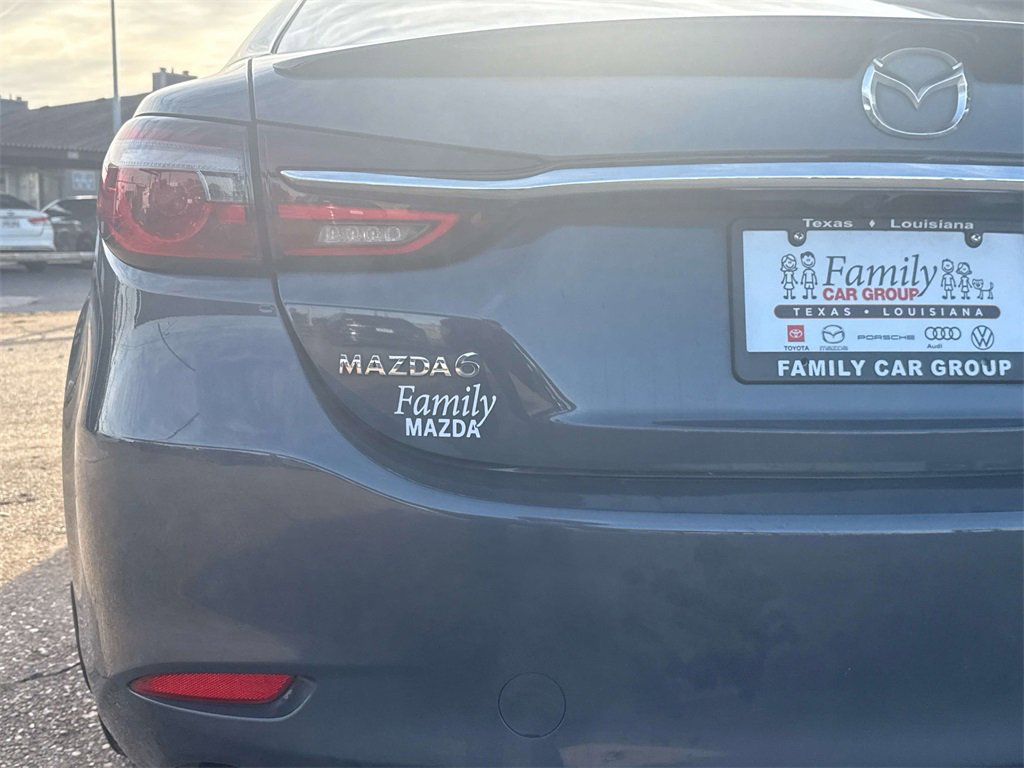 Texas ♦ Louisiana
Family
CAR GROUP
TEXAS • LOUISIANA
TOYOTA mazda PORSCHE Audi
FAMILY CAR GROUP
MAZDA6
Family
MAZDA